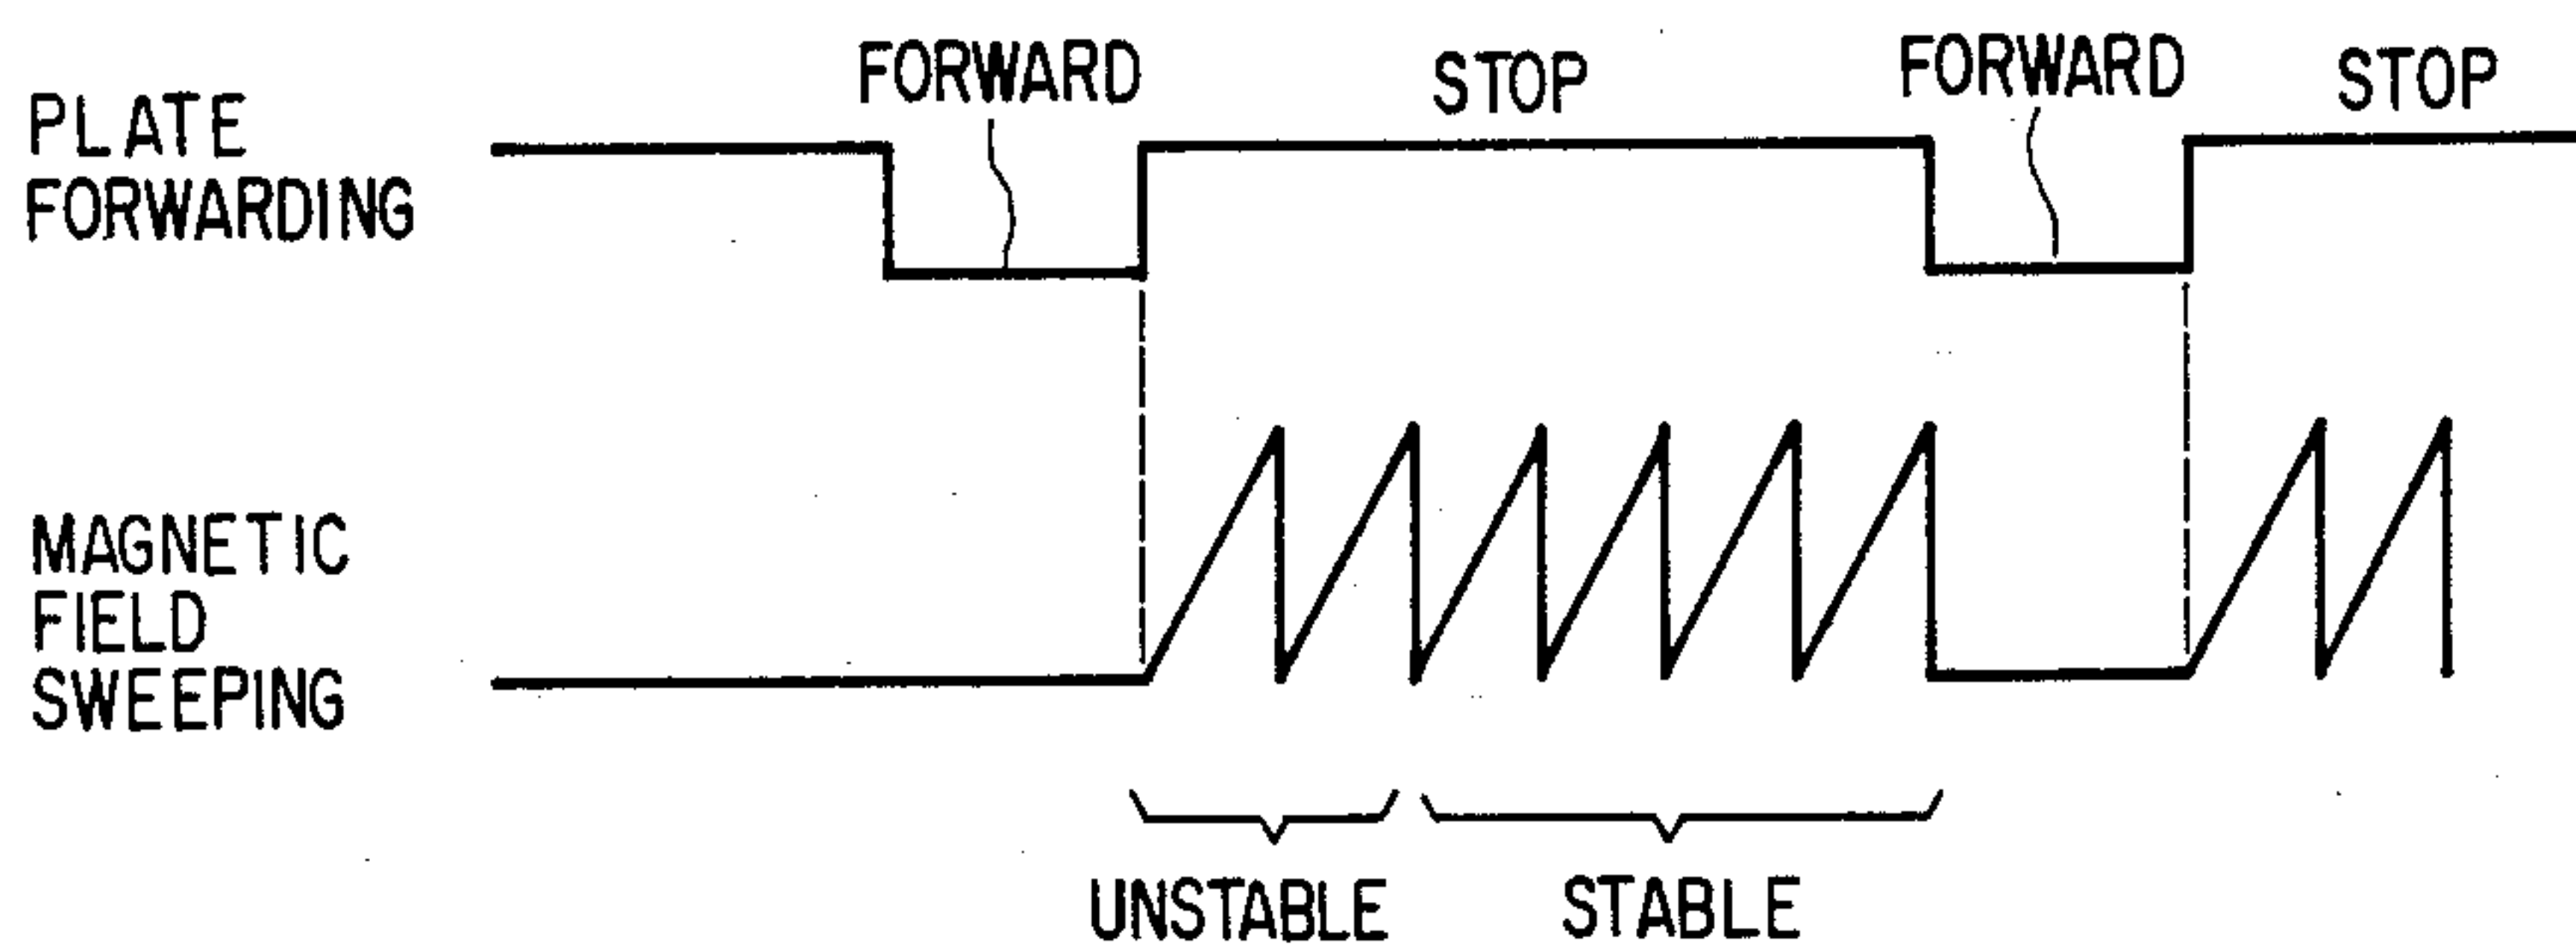 FORWARD
STOP
FORWARD
STOP
PLATE
FORWARDING
MAGNETIC
FIELD
SWEEPING
UNSTABLE
STABLE